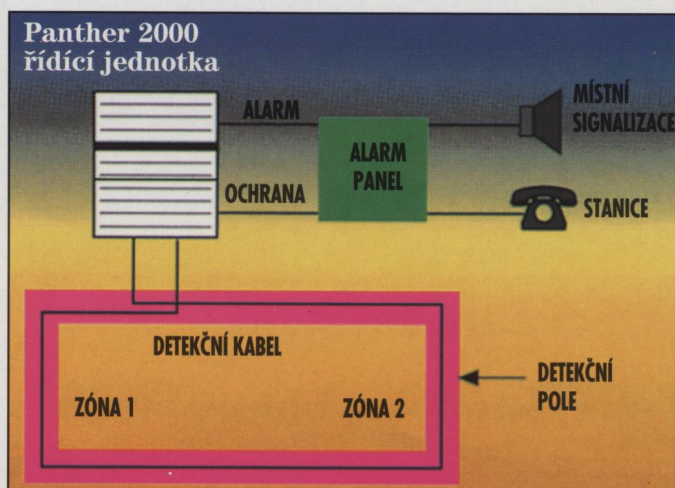 Panther 2000
řídící jednotka
ALARM
MÍSTNÍ
SIGNALIZACE
ALARM
PANEL
OCHRANA
STANICE
DETEKČNÍ KABEL
DETEKČNÍ
POLE
ZÓNA 1
ZÓNA 2